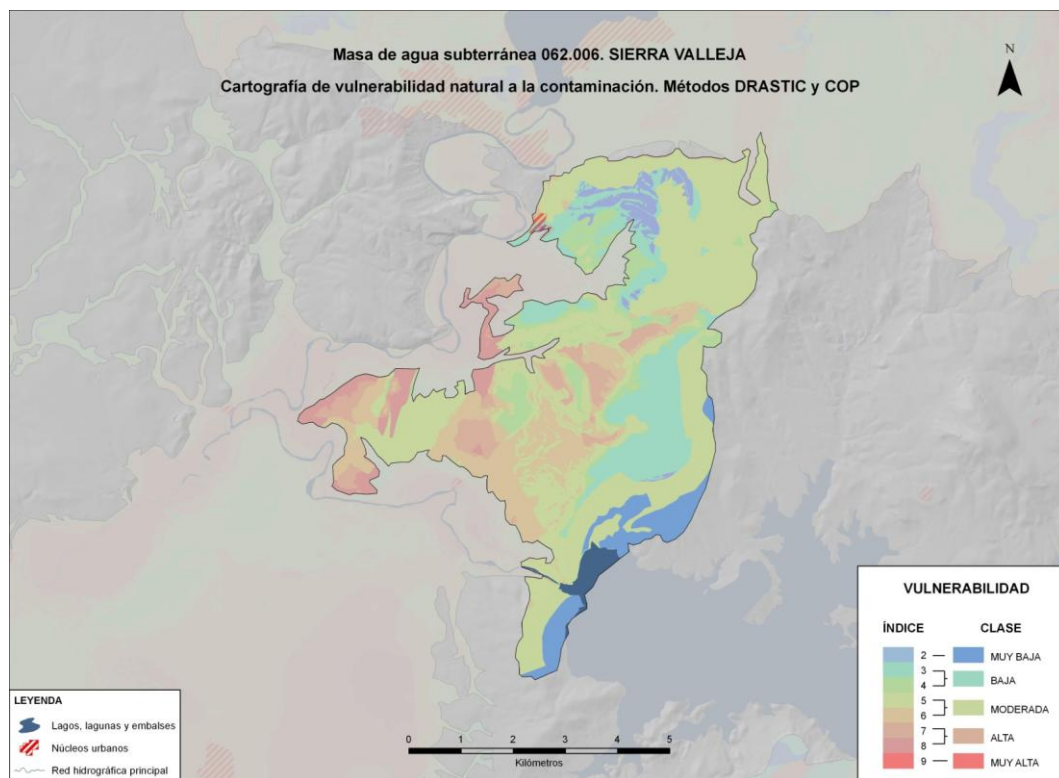 Masa de agua subterránea 062.006. SIERRA VALLEJA
Cartografía de vulnerabilidad natural a la contaminación. Métodos DRASTIC y COP
N
VULNERABILIDAD
ÍNDICE CLASE
2 MUY BAJA
3
BAJA
4
5
MODERADA
6
7
ALTA
8
9 MUY ALTA
LEYENDA
Lagos, lagunas y embalses
Núcleos urbanos
Red hidrográfica principal
0 1 2 3 4 5
Kilómetros